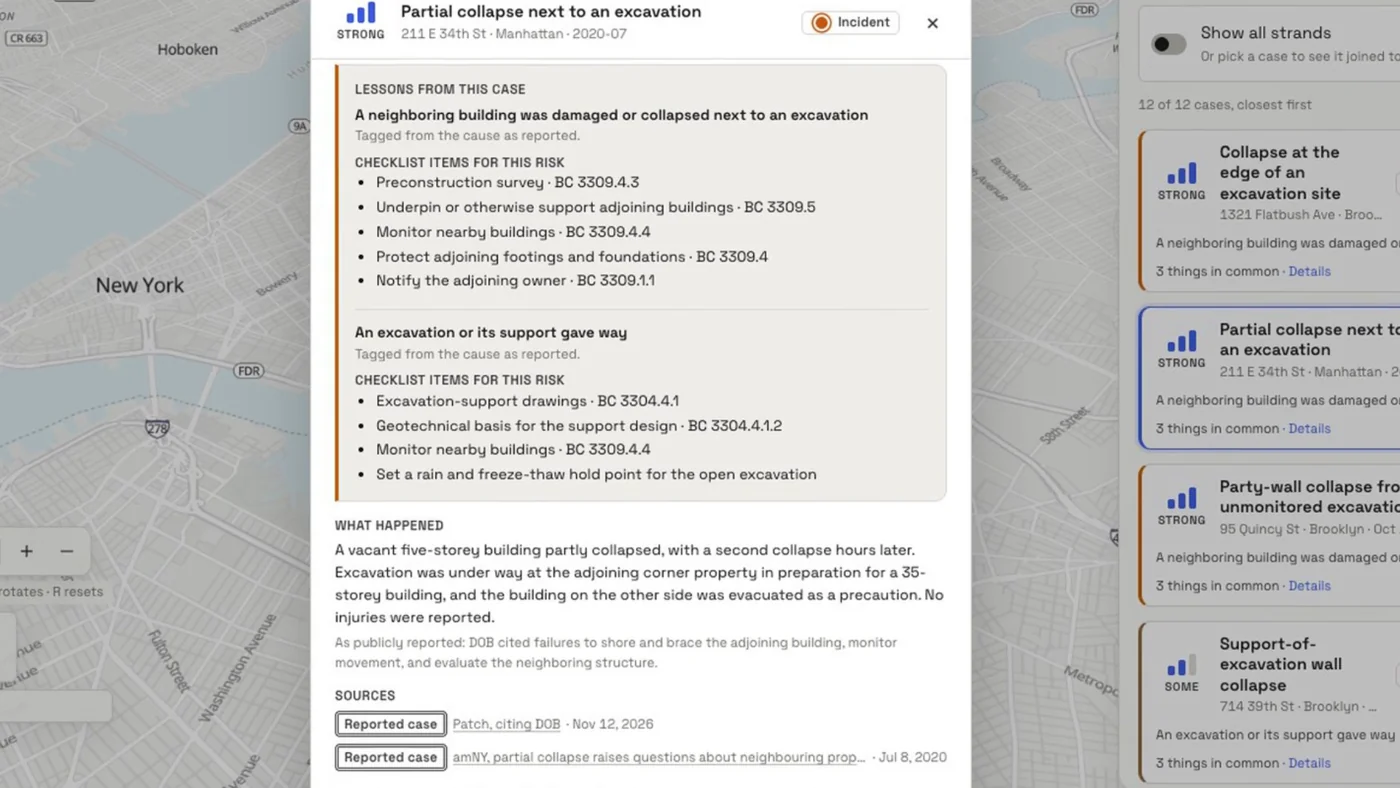 CR 663
Hoboken
9A
New York
Bowery
FDR
278
+ −
rotates · R resets
Fulton Street
Washington Avenue
STRONG
Partial collapse next to an excavation
211 E 34th St · Manhattan · 2020-07
Incident
×
LESSONS FROM THIS CASE
A neighboring building was damaged or collapsed next to an excavation
Tagged from the cause as reported.
CHECKLIST ITEMS FOR THIS RISK
• Preconstruction survey · BC 3309.4.3
• Underpin or otherwise support adjoining buildings · BC 3309.5
• Monitor nearby buildings · BC 3309.4.4
• Protect adjoining footings and foundations · BC 3309.4
• Notify the adjoining owner · BC 3309.1.1
An excavation or its support gave way
Tagged from the cause as reported.
CHECKLIST ITEMS FOR THIS RISK
• Excavation-support drawings · BC 3304.4.1
• Geotechnical basis for the support design · BC 3304.4.1.2
• Monitor nearby buildings · BC 3309.4.4
• Set a rain and freeze-thaw hold point for the open excavation
WHAT HAPPENED
A vacant five-storey building partly collapsed, with a second collapse hours later.
Excavation was under way at the adjoining corner property in preparation for a 35-
storey building, and the building on the other side was evacuated as a precaution. No
injuries were reported.
As publicly reported: DOB cited failures to shore and brace the adjoining building, monitor
movement, and evaluate the neighboring structure.
SOURCES
Reported case Patch, citing DOB · Nov 12, 2026
Reported case amNY, partial collapse raises questions about neighbouring prop… · Jul 8, 2020
FDR
Broadway
58th Street
Metropo
Show all strands
Or pick a case to see it joined to
12 of 12 cases, closest first
STRONG
Collapse at the
edge of an
excavation site
1321 Flatbush Ave · Broo…
A neighboring building was damaged or
3 things in common · Details
STRONG
Partial collapse next to
an excavation
211 E 34th St · Manhattan · 2
A neighboring building was damaged or
3 things in common · Details
STRONG
Party-wall collapse fro
unmonitored excavatio
95 Quincy St · Brooklyn · Oct
A neighboring building was damaged or
3 things in common · Details
SOME
Support-of-
excavation wall
collapse
714 39th St · Brooklyn · …
An excavation or its support gave way
3 things in common · Details